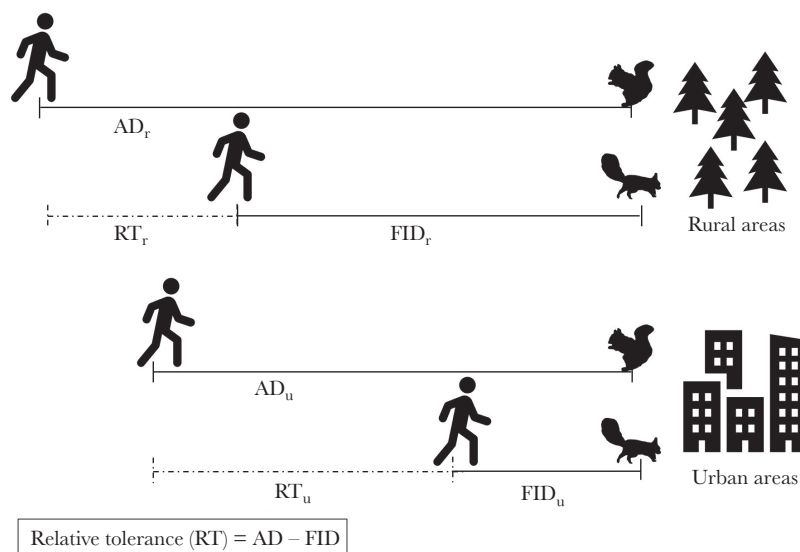 AD_r
RT_r
FID_r
Rural areas
AD_u
RT_u
FID_u
Urban areas
Relative tolerance (RT) = AD – FID